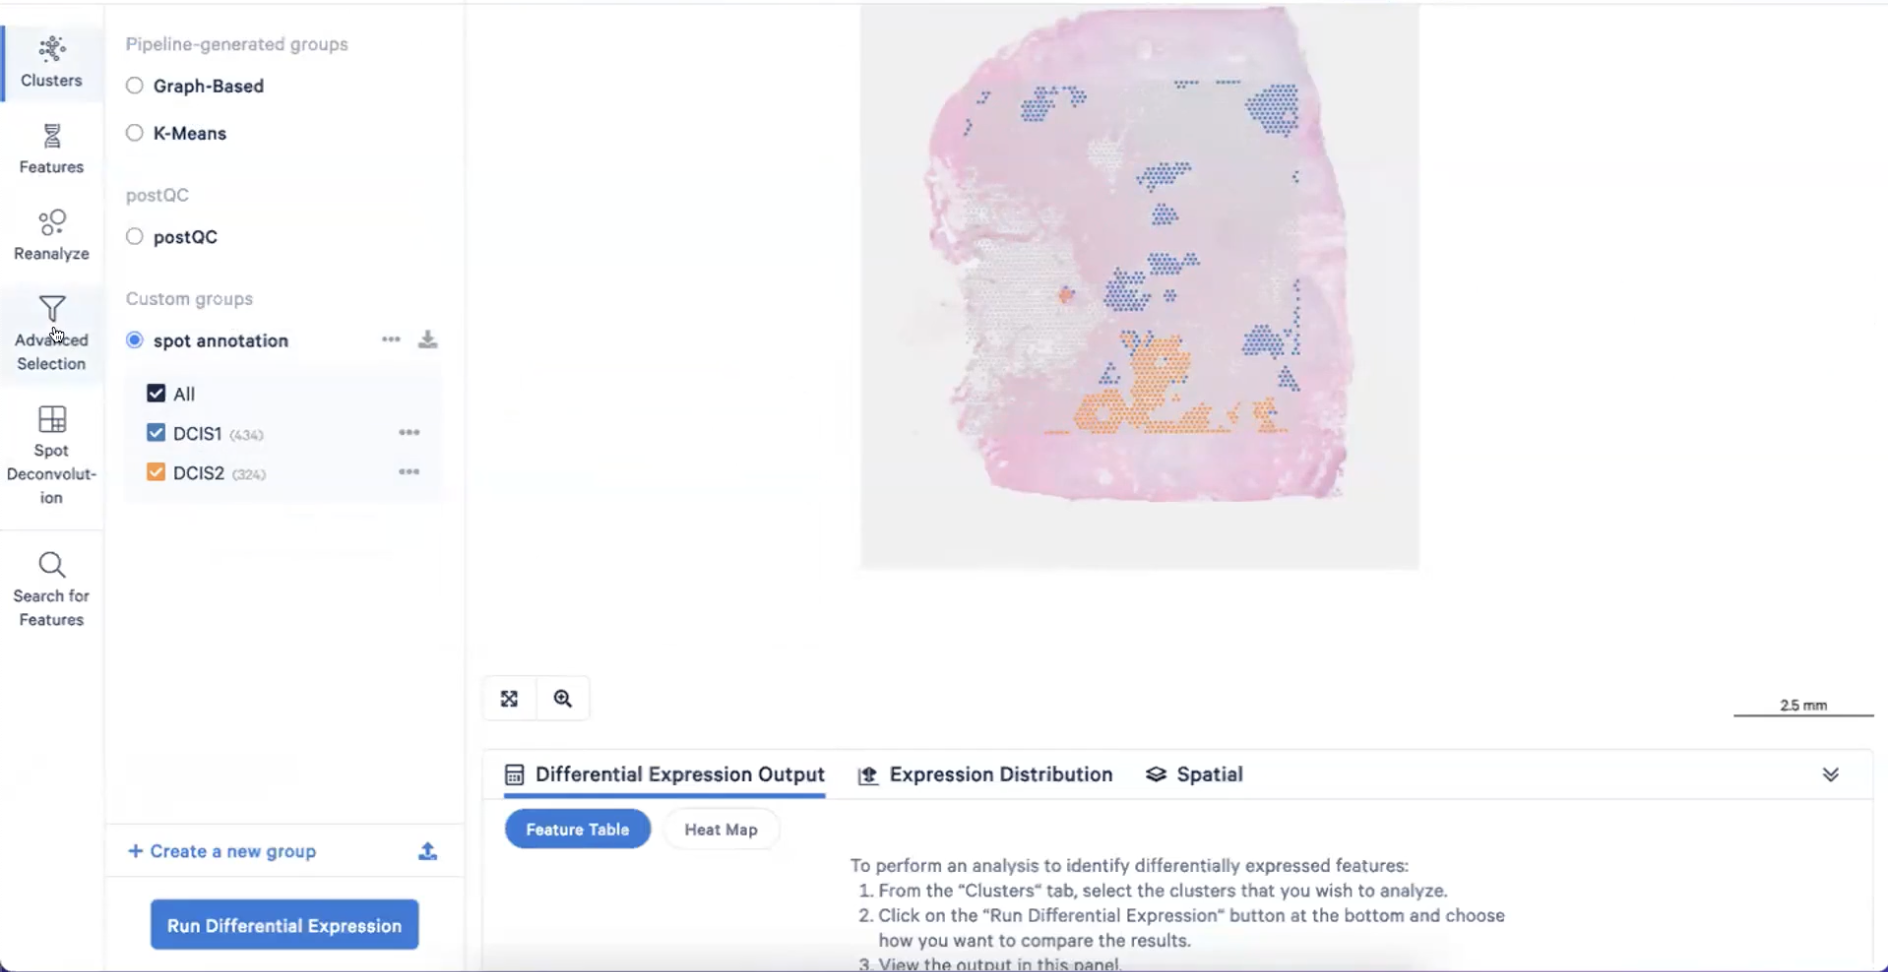 Clusters
Features
Reanalyze
Advanced
Selection
Spot
Deconvolut-
ion
Search for
Features
Pipeline-generated groups
Graph-Based
K-Means
postQC
postQC
Custom groups
spot annotation
All
DCIS1 (434)
DCIS2 (324)
+ Create a new group
Run Differential Expression
2.5 mm
Differential Expression Output
Expression Distribution
Spatial
Feature Table
Heat Map
To perform an analysis to identify differentially expressed features:
1. From the “Clusters” tab, select the clusters that you wish to analyze.
2. Click on the “Run Differential Expression” button at the bottom and choose
how you want to compare the results.
3. View the output in this panel.